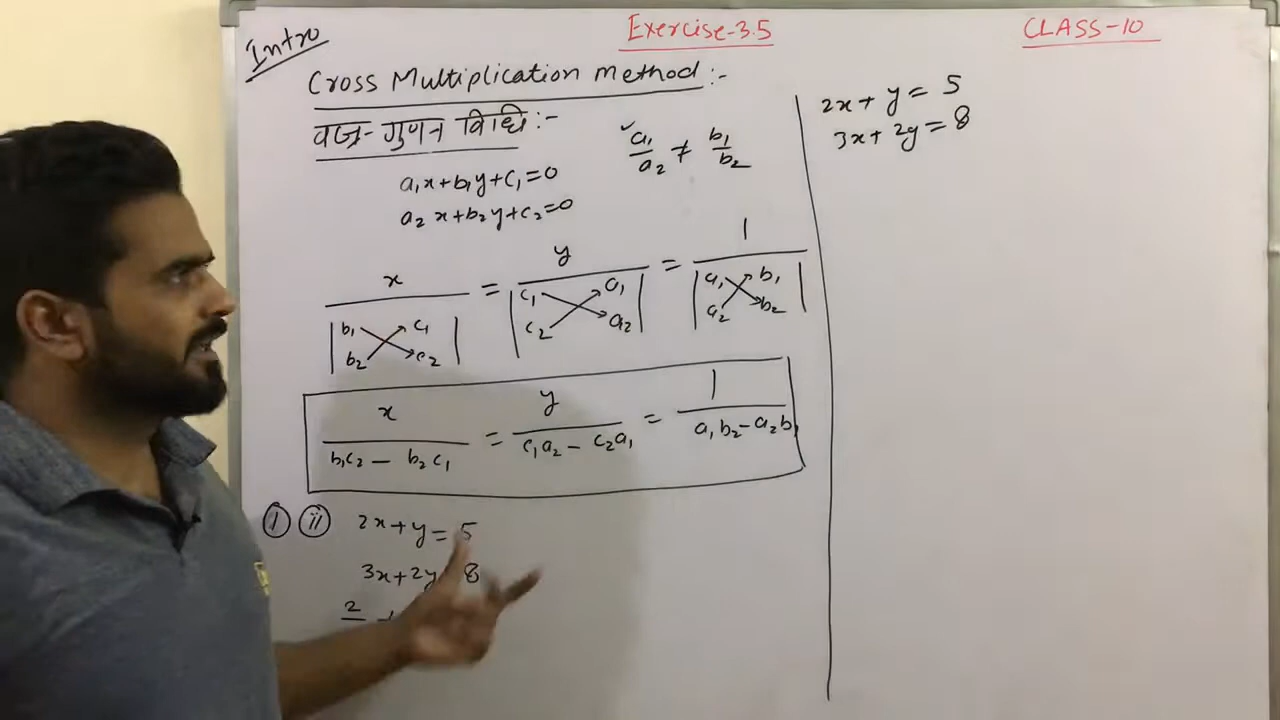 Intro
Exercise-3.5
CLASS-10
Cross Multiplication method :-
वज्र-गुणन विधि :-
a₁x+b₁y+c₁=0
a₂x+b₂y+c₂=0
a₁/a₂ ≠ b₁/b₂
x / |b₁ c₁ b₂ c₂| = y / |c₁ a₁ c₂ a₂| = 1 / |a₁ b₁ a₂ b₂|
x / b₁c₂ - b₂c₁ = y / c₁a₂ - c₂a₁ = 1 / a₁b₂-a₂b₁
i ii 2x+y=5
3x+2y 8
2
2x+y=5
3x+2y=8